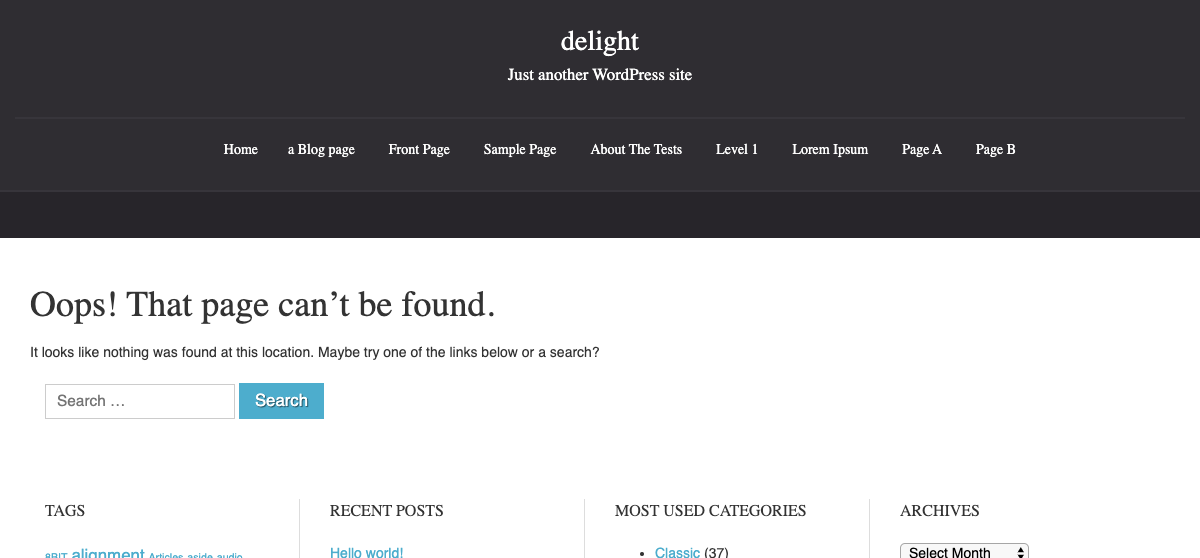 delight
Just another WordPress site
Home a Blog page Front Page Sample Page About The Tests Level 1 Lorem Ipsum Page A Page B
Oops! That page can’t be found.
It looks like nothing was found at this location. Maybe try one of the links below or a search?
Search … Search
TAGS RECENT POSTS MOST USED CATEGORIES ARCHIVES
8BIT alignment Articles aside audio Hello world! Classic (37) Select Month